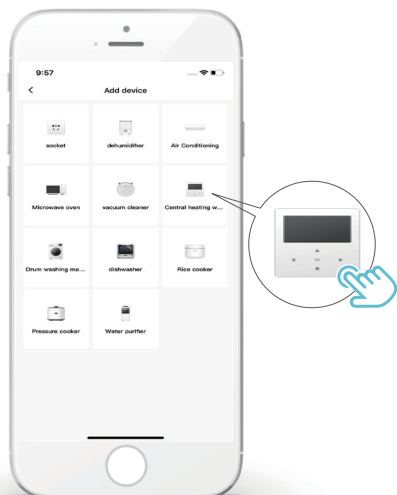 9:57
Add device
socket
dehumidifier
Air Conditioning
Microwave oven
vacuum cleaner
Central heating w...
Drum washing ma...
dishwasher
Rice cooker
Pressure cooker
Water purifier